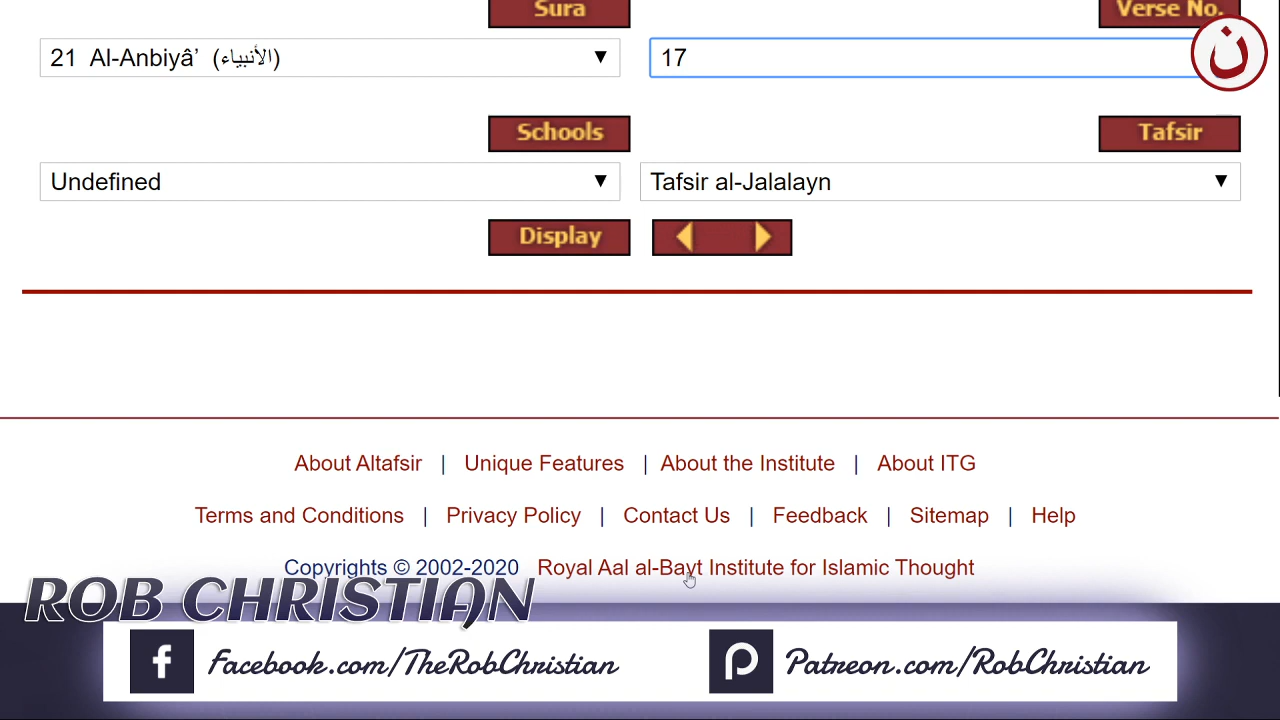 Sura Verse No.
21 Al-Anbiyâ’ (الأنبياء) 17
ن
Schools Tafsir
Undefined Tafsir al-Jalalayn
Display
About Altafsir | Unique Features | About the Institute | About ITG
Terms and Conditions | Privacy Policy | Contact Us | Feedback | Sitemap | Help
Copyrights © 2002-2020 Royal Aal al-Bayt Institute for Islamic Thought
ROB CHRISTIAN
Facebook.com/TheRobChristian Patreon.com/RobChristian